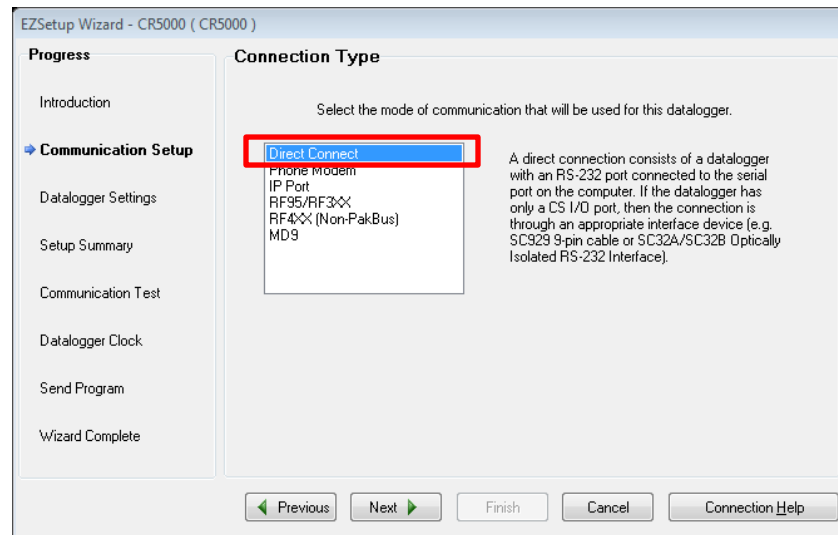 EZSetup Wizard - CR5000 ( CR5000 )
Progress
Introduction
Communication Setup
Datalogger Settings
Setup Summary
Communication Test
Datalogger Clock
Send Program
Wizard Complete
Connection Type
Select the mode of communication that will be used for this datalogger.
Direct Connect
Phone Modem
IP Port
RF95/RF3XX
RF4XX (Non-PakBus)
MD9
A direct connection consists of a datalogger
with an RS-232 port connected to the serial
port on the computer. If the datalogger has
only a CS I/O port, then the connection is
through an appropriate interface device (e.g.
SC929 9-pin cable or SC32A/SC32B Optically
Isolated RS-232 Interface).
Previous
Next
Finish
Cancel
Connection Help